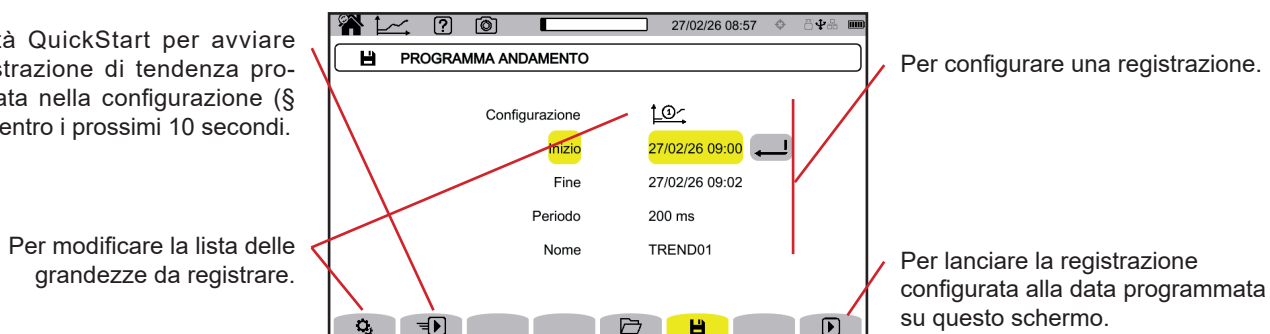 27/02/26 08:57
tà QuickStart per avviare
strazione di tendenza pro-
ata nella configurazione (§
entro i prossimi 10 secondi.
PROGRAMMA ANDAMENTO
Per configurare una registrazione.
Configurazione 1
Inizio 27/02/26 09:00
Fine 27/02/26 09:02
Periodo 200 ms
Nome TREND01
Per modificare la lista delle
grandezze da registrare.
Per lanciare la registrazione
configurata alla data programmata
su questo schermo.